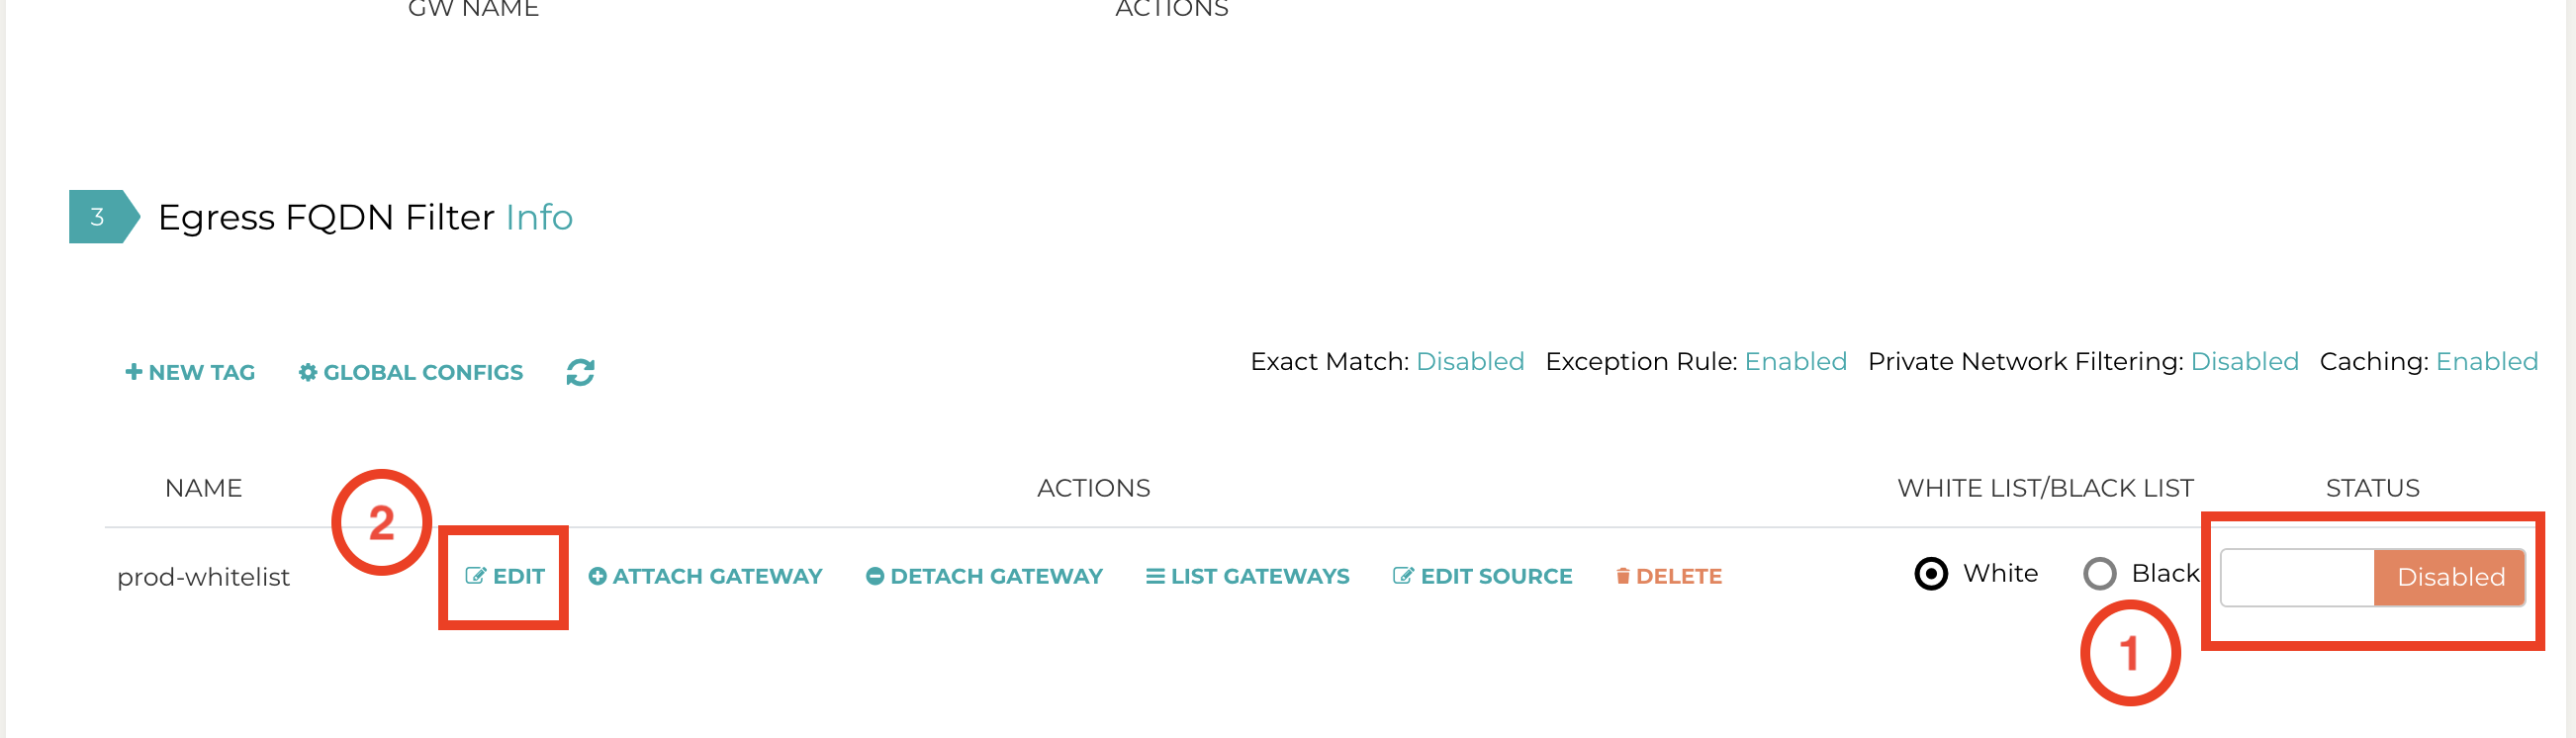 GW NAME ACTIONS
3 Egress FQDN Filter Info
NEW TAG GLOBAL CONFIGS Exact Match: Disabled Exception Rule: Enabled Private Network Filtering: Disabled Caching: Enabled
NAME ACTIONS WHITE LIST/BLACK LIST STATUS
2
prod-whitelist EDIT ATTACH GATEWAY DETACH GATEWAY LIST GATEWAYS EDIT SOURCE DELETE White Black Disabled
1